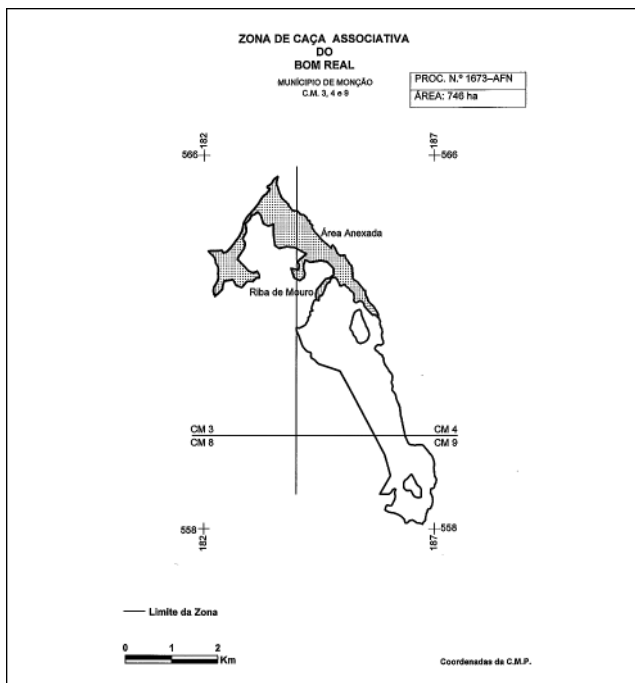 ZONA DE CAÇA ASSOCIATIVA
DO
BOM REAL
MUNÍCIPIO DE MONÇÃO
C.M. 3, 4 e 9
PROC. N.º 1673–AFN
ÁREA: 746 ha
182
187
566
566
Área Anexada
Riba de Mouro
CM 3
CM 4
CM 8
CM 9
558
558
182
187
Limite da Zona
0 1 2
Km
Coordenadas da C.M.P.